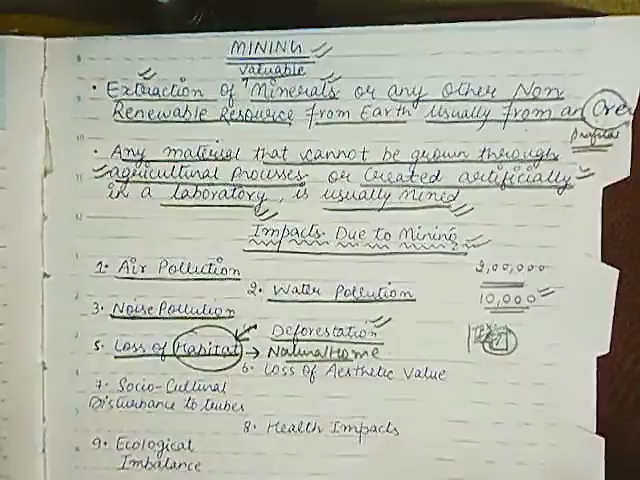 MINING
Valuable
• Extraction of Minerals or any other Non
Renewable Resource from Earth Usually from an Ore
profitab
• Any material that cannot be grown through
agricultural prousses or created artificially
in a laboratory, is usually mined
Impacts Due to Mining
1. Air Pollution
2,00,000
2. Water Pollution
10,000
3. Noise Pollution
Deforestation
5. Loss of Habitat → Natural Home
6. Loss of Aesthetic Value
7. Socio-Cultural
Disturbance to tribes
8. Health Impacts
9. Ecological
Imbalance